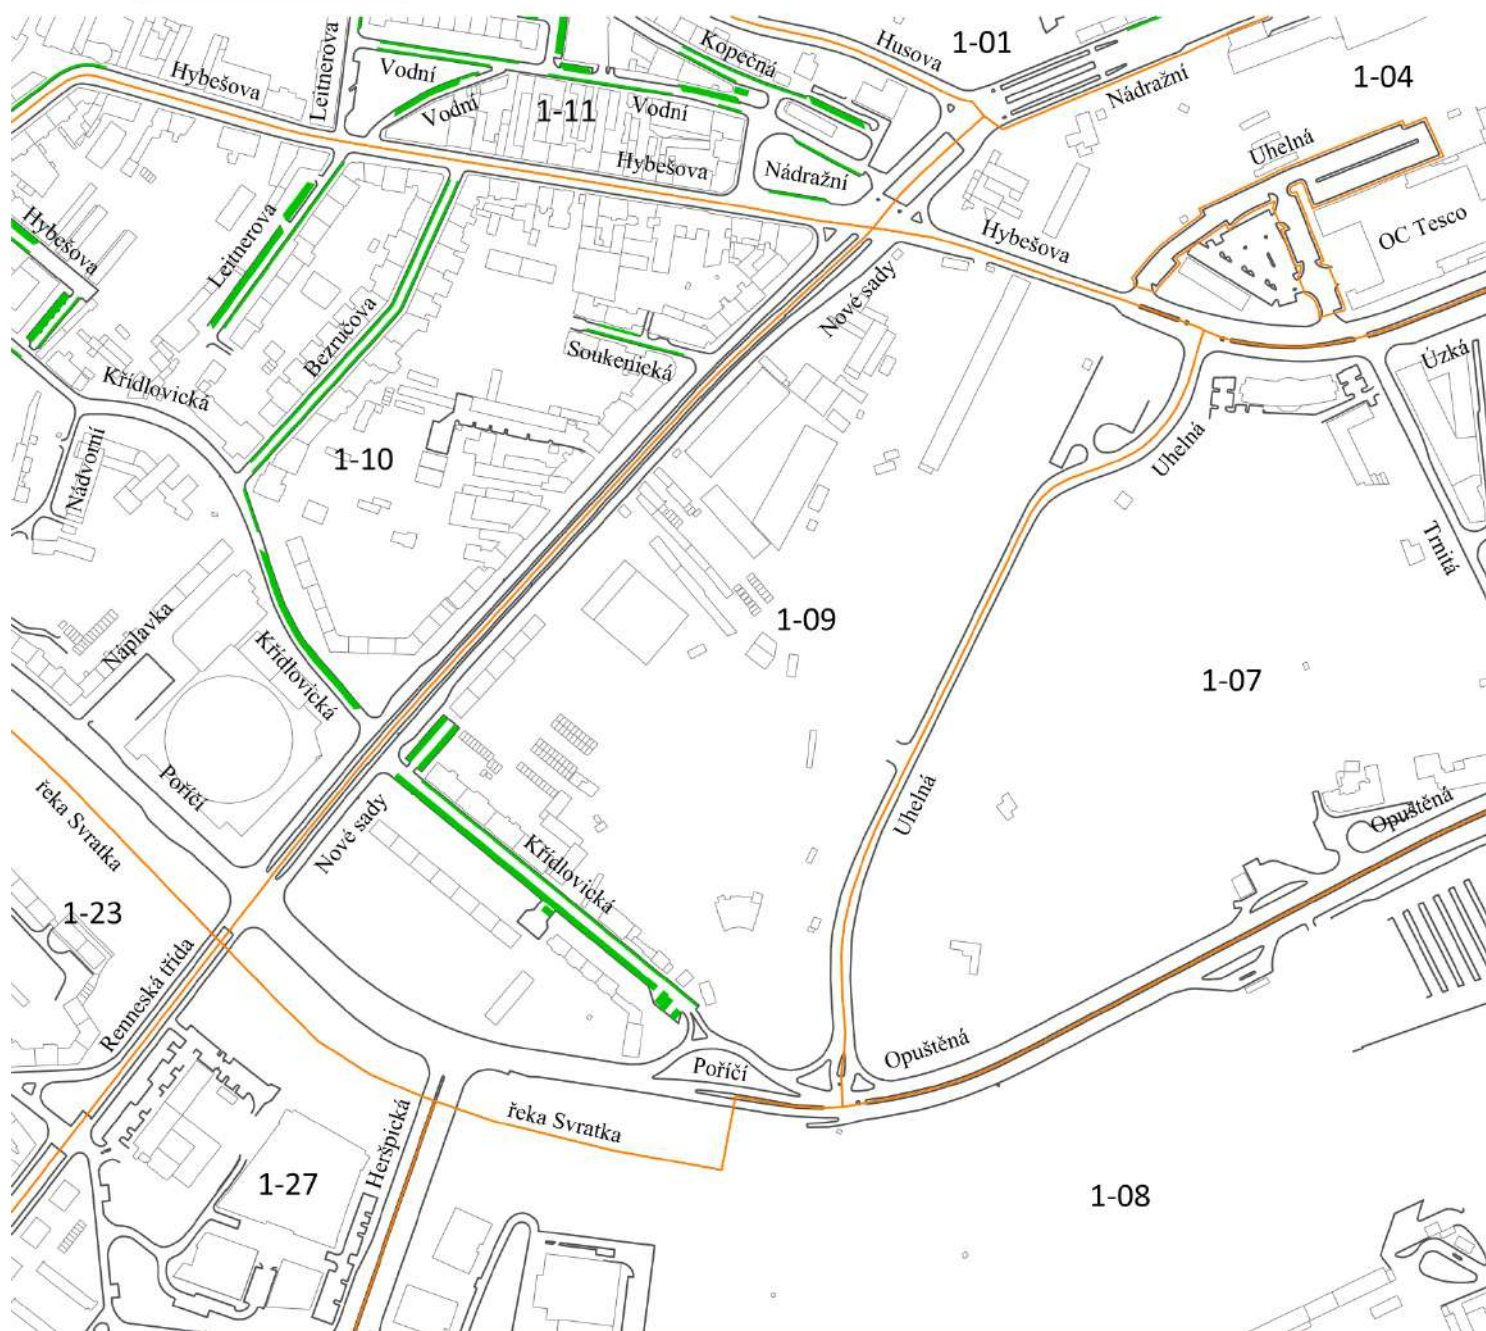 Husova
1-01
Kopečná
Leitnerova
Hybešova
Vodní
1-04
Nádražní
Vodní
1-11
Vodní
Uhelná
Hybešova
Nádražní
OC Tesco
Hybešova
Leitnerova
Hybešova
Nové sady
Bezručova
Soukenická
Úzká
Křídlovická
Uhelná
1-10
Nádvorní
Trnitá
1-09
Náplavka
Křídlovická
1-07
Poříčí
řeka Svratka
Uhelná
Opuštěná
Nové sady
Křídlovická
1-23
Renneská třída
Opuštěná
Poříčí
řeka Svratka
Heršpická
1-27
1-08